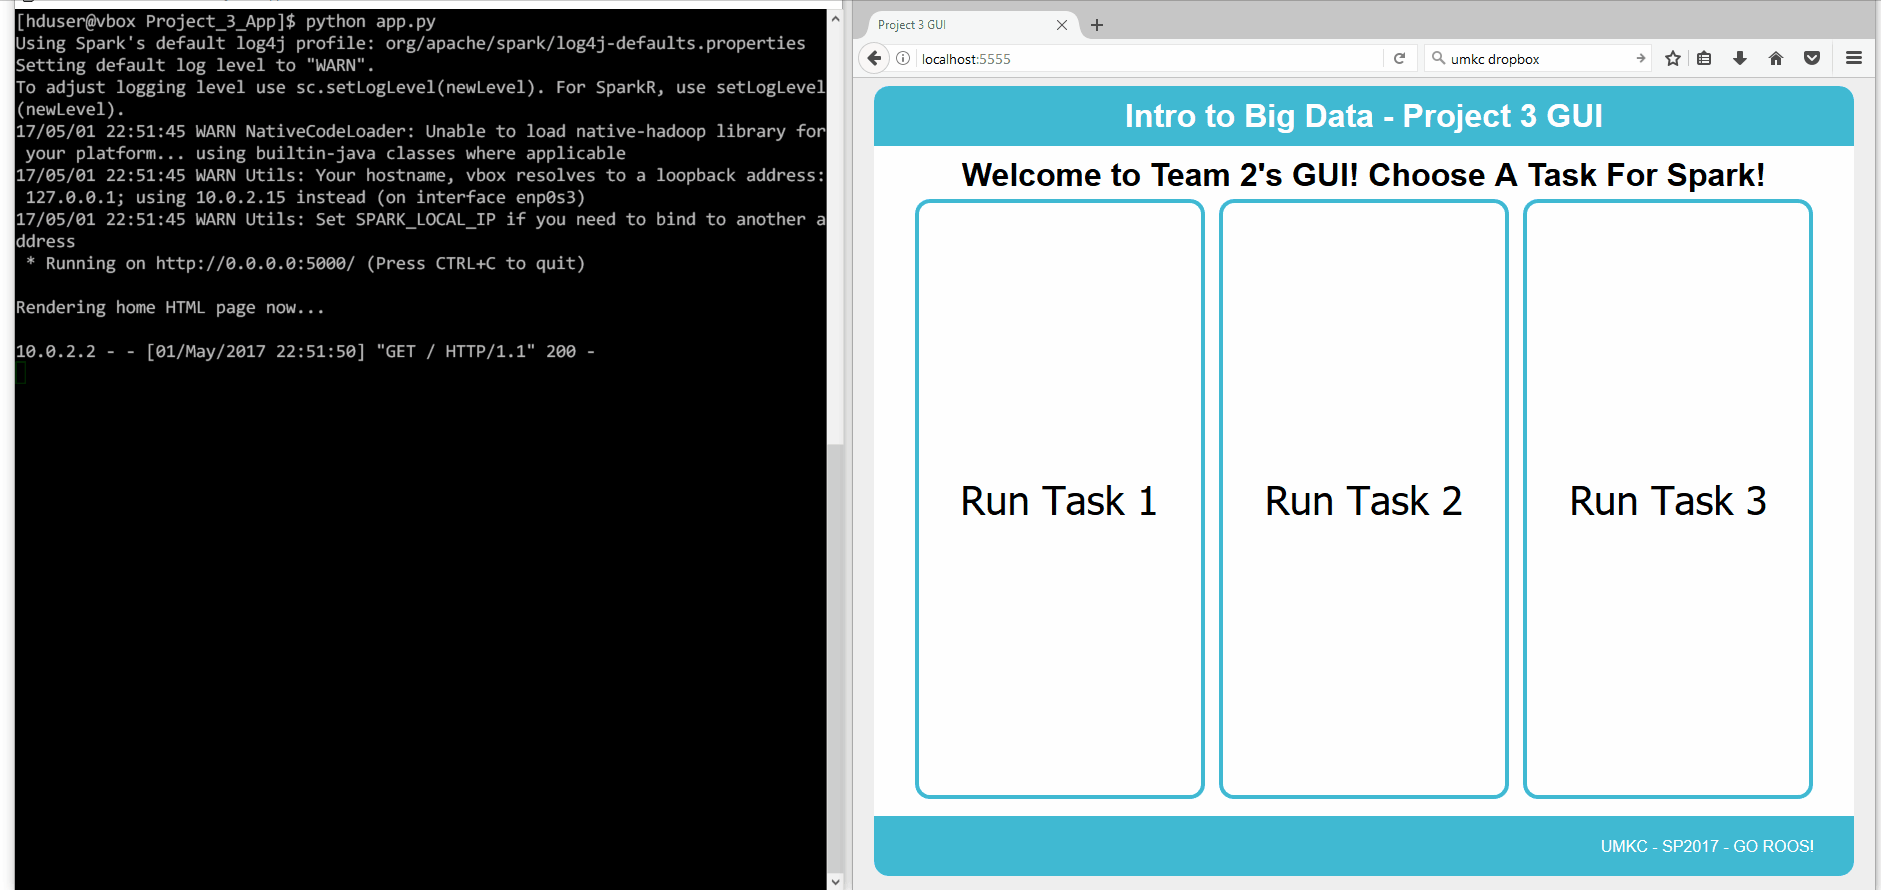 [hduser@vbox Project_3_App]$ python app.py
Using Spark's default log4j profile: org/apache/spark/log4j-defaults.properties
Setting default log level to "WARN".
To adjust logging level use sc.setLogLevel(newLevel). For SparkR, use setLogLevel
(newLevel).
17/05/01 22:51:45 WARN NativeCodeLoader: Unable to load native-hadoop library for
your platform... using builtin-java classes where applicable
17/05/01 22:51:45 WARN Utils: Your hostname, vbox resolves to a loopback address:
127.0.0.1; using 10.0.2.15 instead (on interface enp0s3)
17/05/01 22:51:45 WARN Utils: Set SPARK_LOCAL_IP if you need to bind to another a
ddress
* Running on http://0.0.0.0:5000/ (Press CTRL+C to quit)
Rendering home HTML page now...
10.0.2.2 - - [01/May/2017 22:51:50] "GET / HTTP/1.1" 200 -
Project 3 GUI
localhost:5555
umkc dropbox
Intro to Big Data - Project 3 GUI
Welcome to Team 2's GUI! Choose A Task For Spark!
Run Task 1
Run Task 2
Run Task 3
UMKC - SP2017 - GO ROOS!